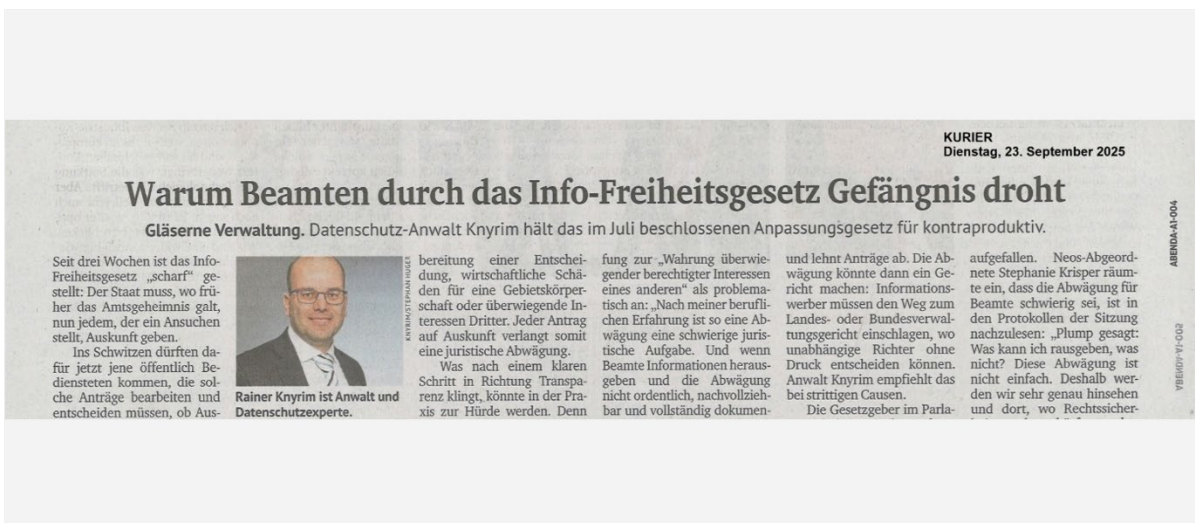 KURIER
Dienstag, 23. September 2025
Warum Beamten durch das Info-Freiheitsgesetz Gefängnis droht
Gläserne Verwaltung. Datenschutz-Anwalt Knyrim hält das im Juli beschlossenen Anpassungsgesetz für kontraproduktiv.
Seit drei Wochen ist das Info-
Freiheitsgesetz „scharf“ ge-
stellt: Der Staat muss, wo frü-
her das Amtsgeheimnis galt,
nun jedem, der ein Ansuchen
stellt, Auskunft geben.
Ins Schwitzen dürften da-
für jetzt jene öffentlich Be-
diensteten kommen, die sol-
che Anträge bearbeiten und
entscheiden müssen, ob Aus-
KNYRIM/STEPHAN HUGER
Rainer Knyrim ist Anwalt und
Datenschutzexperte.
bereitung einer Entschei-
dung, wirtschaftliche Schä-
den für eine Gebietskörper-
schaft oder überwiegende In-
teressen Dritter. Jeder Antrag
auf Auskunft verlangt somit
eine juristische Abwägung.
Was nach einem klaren
Schritt in Richtung Transpa-
renz klingt, könnte in der Pra-
xis zur Hürde werden. Denn
fung zur „Wahrung überwie-
gender berechtigter Interessen
eines anderen“ als problema-
tisch an: „Nach meiner berufli-
chen Erfahrung ist so eine Ab-
wägung eine schwierige juris-
tische Aufgabe. Und wenn
Beamte Informationen heraus-
geben und die Abwägung
nicht ordentlich, nachvollzieh-
bar und vollständig dokumen-
und lehnt Anträge ab. Die Ab-
wägung könnte dann ein Ge-
richt machen: Informations-
werber müssen den Weg zum
Landes- oder Bundesverwal-
tungsgericht einschlagen, wo
unabhängige Richter ohne
Druck entscheiden können.
Anwalt Knyrim empfiehlt das
bei strittigen Causen.
Die Gesetzgeber im Parla-
aufgefallen. Neos-Abgeord-
nete Stephanie Krisper räum-
te ein, dass die Abwägung für
Beamte schwierig sei, ist in
den Protokollen der Sitzung
nachzulesen: „Plump gesagt:
Was kann ich rausgeben, was
nicht? Diese Abwägung ist
nicht einfach. Deshalb wer-
den wir sehr genau hinsehen
und dort, wo Rechtssicher-
ABENDA-A1-004